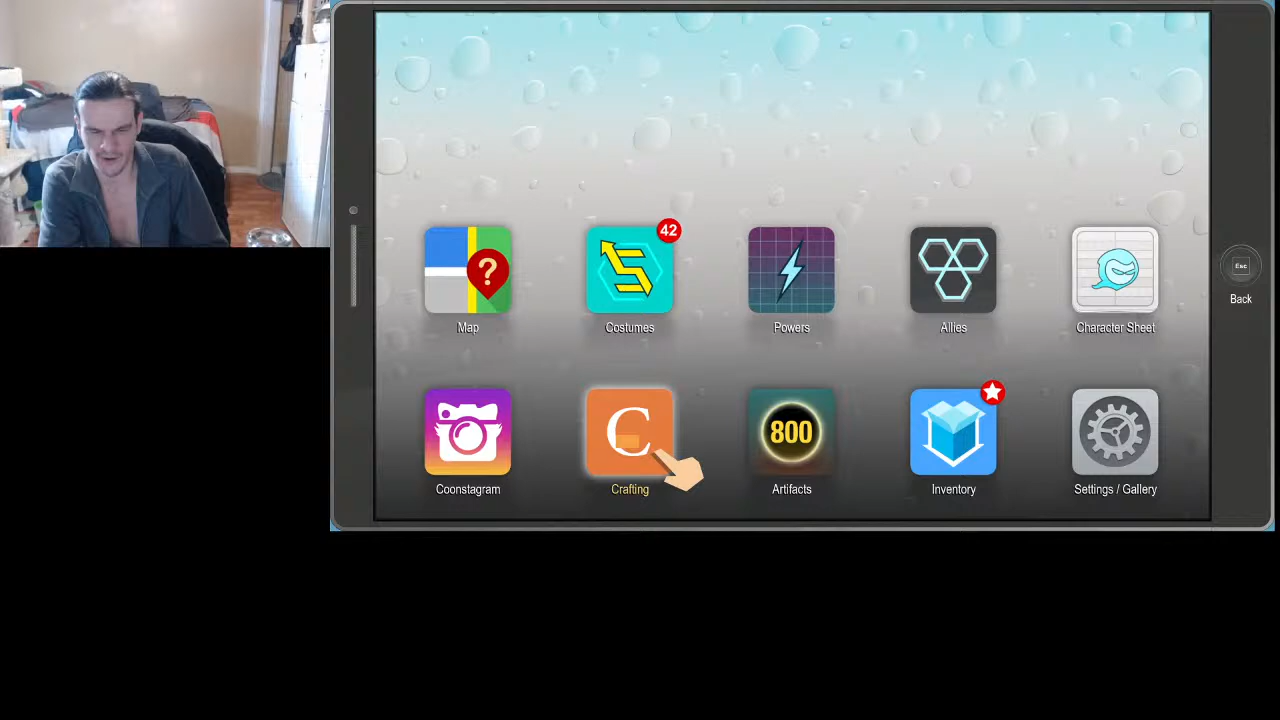 42
?
Map
Costumes
Powers
Allies
Character Sheet
Esc
Back
C
800
Coonstagram
Crafting
Artifacts
Inventory
Settings / Gallery